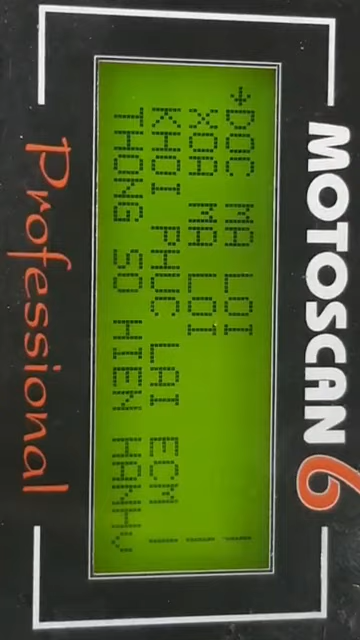 MOTOSCAN 6
*DOC MA LOI
XOA MA LOI
KHOI PHUC LAI ECM
THONG SO HIEN HANH
Professional